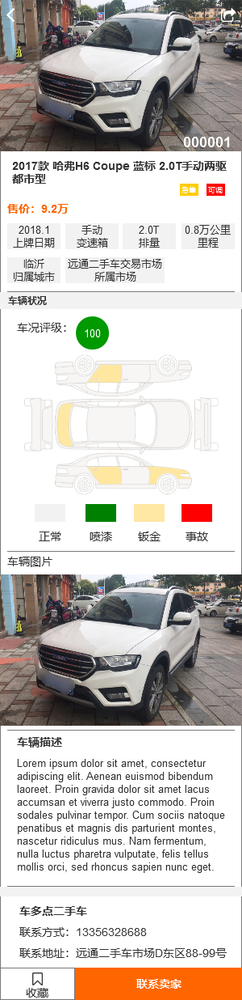 000001
2017款 哈弗H6 Coupe 蓝标 2.0T手动两驱
都市型
急售 可调
售价：9.2万
2018.1 手动 2.0T 0.8万公里
上牌日期 变速箱 排量 里程
临沂 远通二手车交易市场
归属城市 所属市场
车辆状况
车况评级： 100
正常 喷漆 钣金 事故
车辆图片
车辆描述
Lorem ipsum dolor sit amet, consectetur
adipiscing elit. Aenean euismod bibendum
laoreet. Proin gravida dolor sit amet lacus
accumsan et viverra justo commodo. Proin
sodales pulvinar tempor. Cum sociis natoque
penatibus et magnis dis parturient montes,
nascetur ridiculus mus. Nam fermentum,
nulla luctus pharetra vulputate, felis tellus
mollis orci, sed rhoncus sapien nunc eget.
车多点二手车
联系方式：13356328688
联系地址：远通二手车市场D东区88-99号
收藏 联系卖家